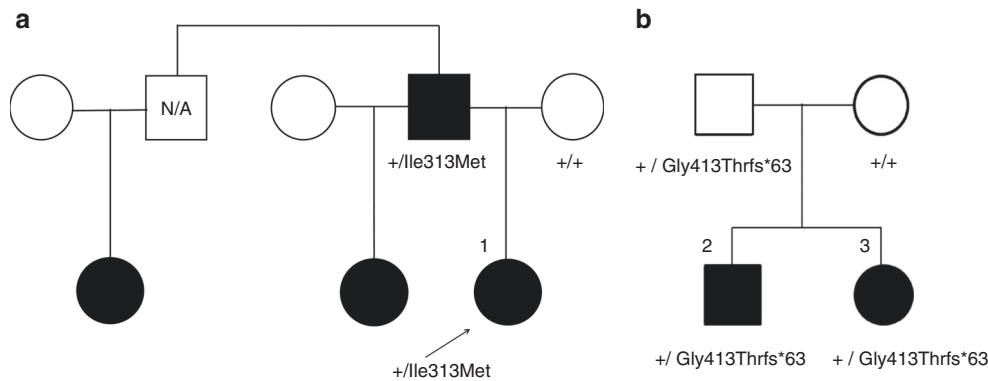 a
N/A
+/Ile313Met
+/+
1
+/Ile313Met
b
+ / Gly413Thrfs*63
+/+
2
3
+/ Gly413Thrfs*63
+ / Gly413Thrfs*63